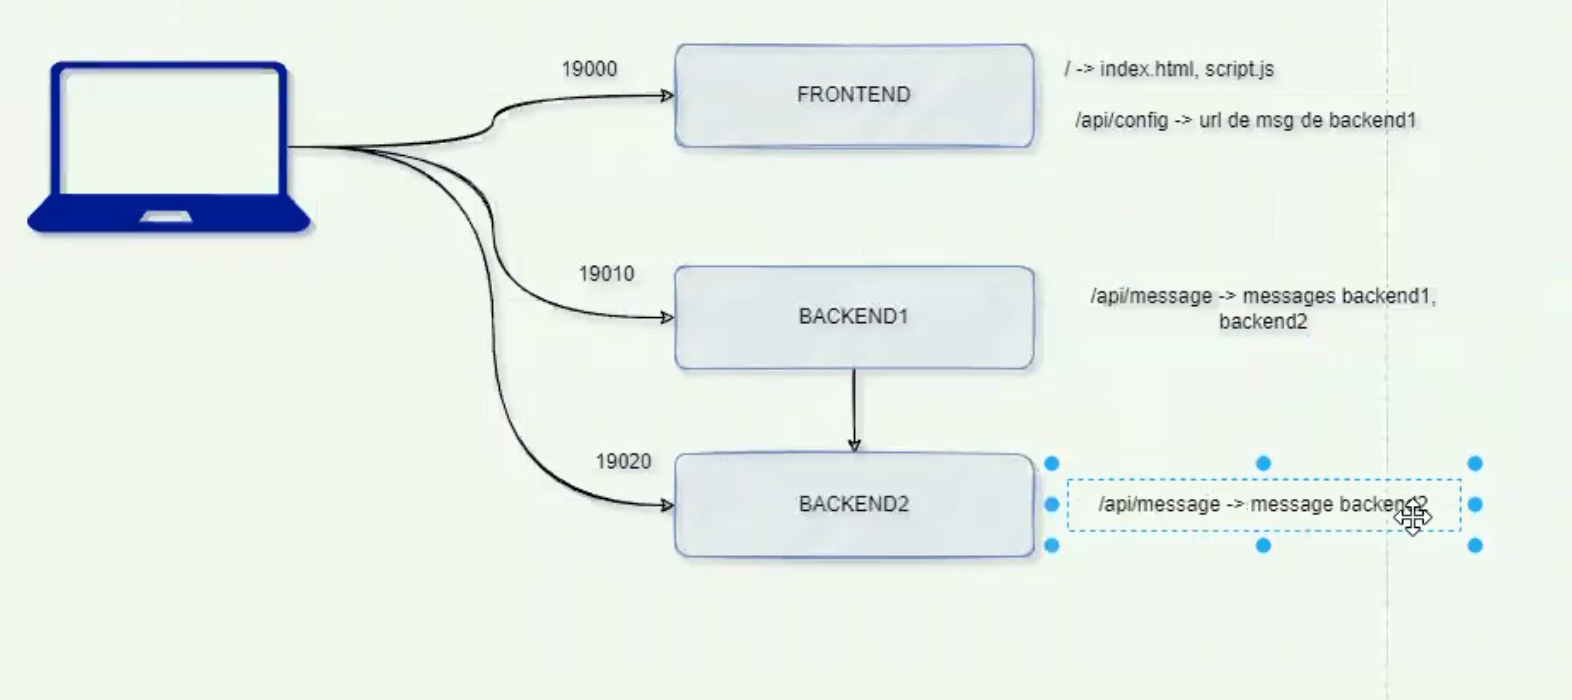 19000
FRONTEND
/ -> index.html, script.js
/api/config -> url de msg de backend1
19010
BACKEND1
/api/message -> messages backend1,
backend2
19020
BACKEND2
/api/message -> message backend2